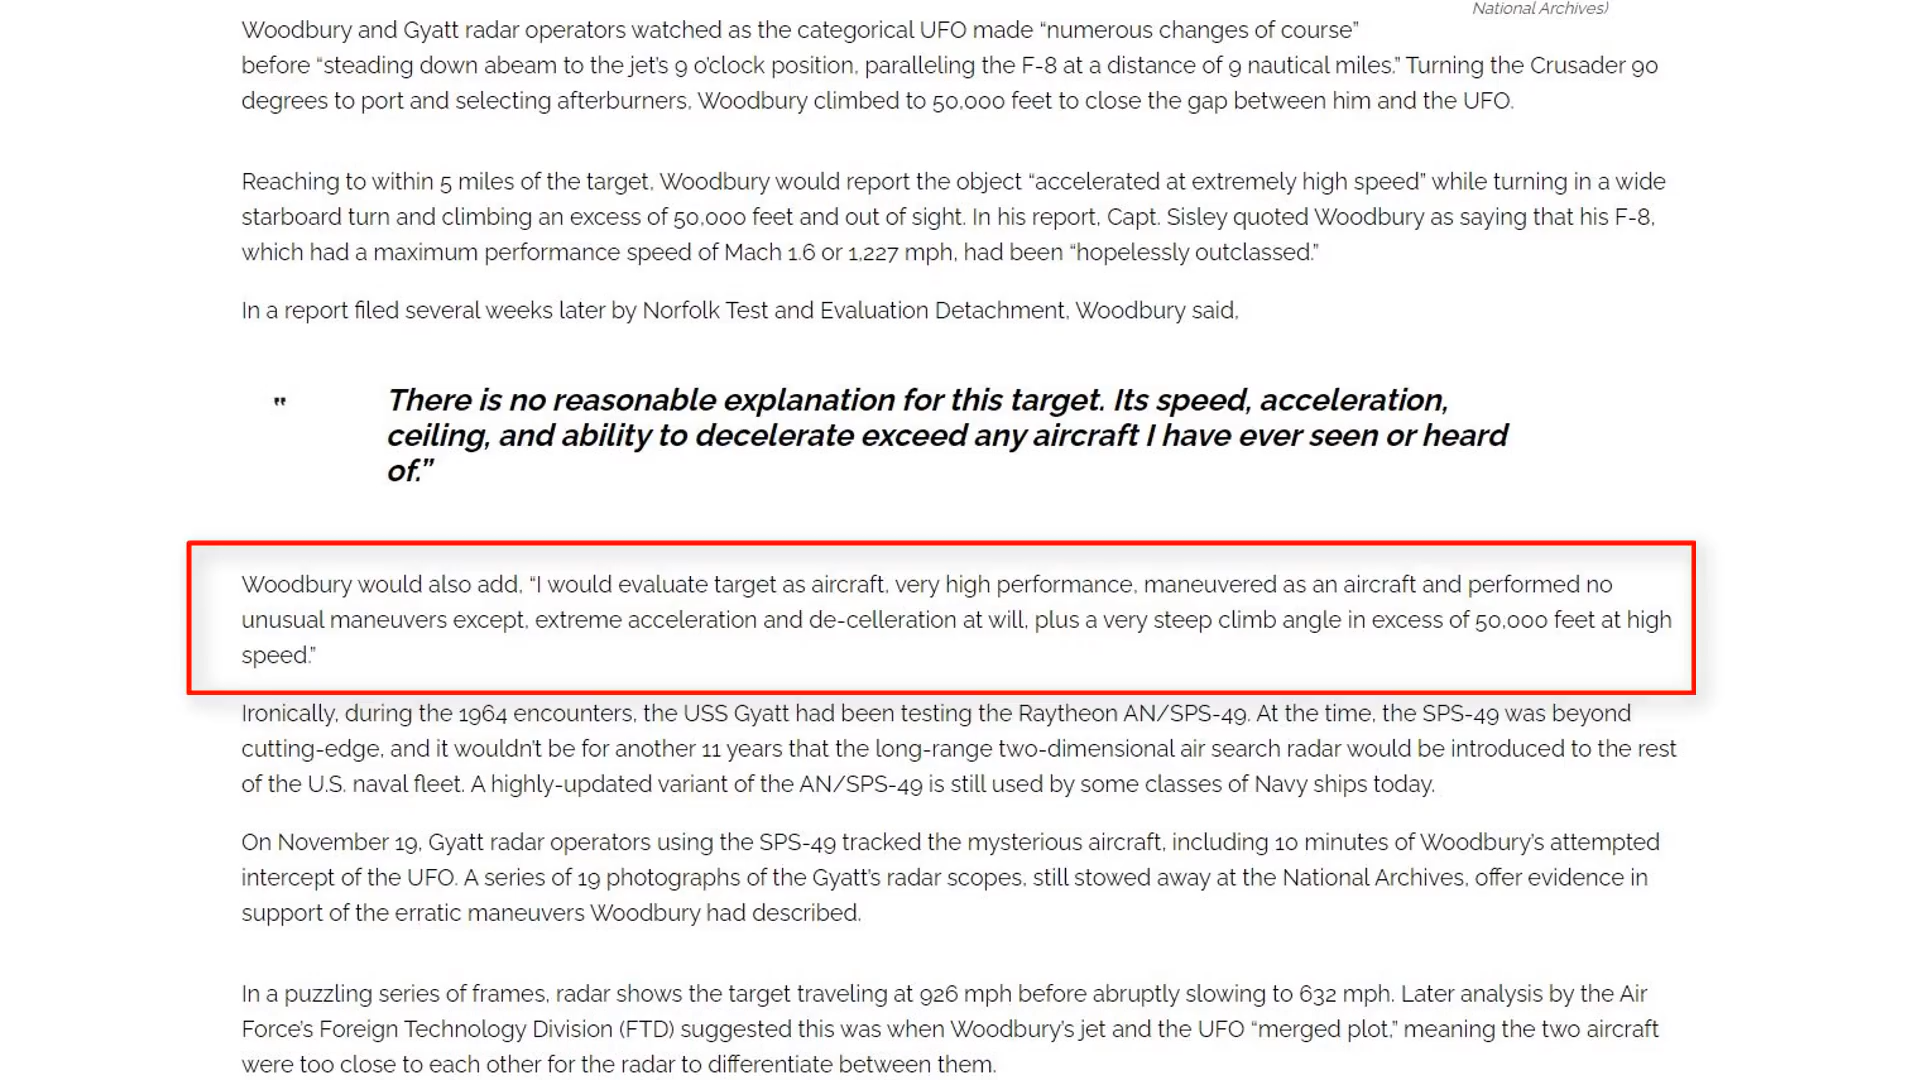 National Archives)
Woodbury and Gyatt radar operators watched as the categorical UFO made “numerous changes of course”
before “steading down abeam to the jet’s 9 o’clock position, paralleling the F-8 at a distance of 9 nautical miles.” Turning the Crusader 90
degrees to port and selecting afterburners, Woodbury climbed to 50,000 feet to close the gap between him and the UFO.
Reaching to within 5 miles of the target, Woodbury would report the object “accelerated at extremely high speed” while turning in a wide
starboard turn and climbing an excess of 50,000 feet and out of sight. In his report, Capt. Sisley quoted Woodbury as saying that his F-8,
which had a maximum performance speed of Mach 1.6 or 1,227 mph, had been “hopelessly outclassed.”
In a report filed several weeks later by Norfolk Test and Evaluation Detachment, Woodbury said,
" There is no reasonable explanation for this target. Its speed, acceleration,
ceiling, and ability to decelerate exceed any aircraft I have ever seen or heard
of.”
Woodbury would also add, “I would evaluate target as aircraft, very high performance, maneuvered as an aircraft and performed no
unusual maneuvers except, extreme acceleration and de-celleration at will, plus a very steep climb angle in excess of 50,000 feet at high
speed.”
Ironically, during the 1964 encounters, the USS Gyatt had been testing the Raytheon AN/SPS-49. At the time, the SPS-49 was beyond
cutting-edge, and it wouldn’t be for another 11 years that the long-range two-dimensional air search radar would be introduced to the rest
of the U.S. naval fleet. A highly-updated variant of the AN/SPS-49 is still used by some classes of Navy ships today.
On November 19, Gyatt radar operators using the SPS-49 tracked the mysterious aircraft, including 10 minutes of Woodbury’s attempted
intercept of the UFO. A series of 19 photographs of the Gyatt’s radar scopes, still stowed away at the National Archives, offer evidence in
support of the erratic maneuvers Woodbury had described.
In a puzzling series of frames, radar shows the target traveling at 926 mph before abruptly slowing to 632 mph. Later analysis by the Air
Force’s Foreign Technology Division (FTD) suggested this was when Woodbury’s jet and the UFO “merged plot,” meaning the two aircraft
were too close to each other for the radar to differentiate between them.